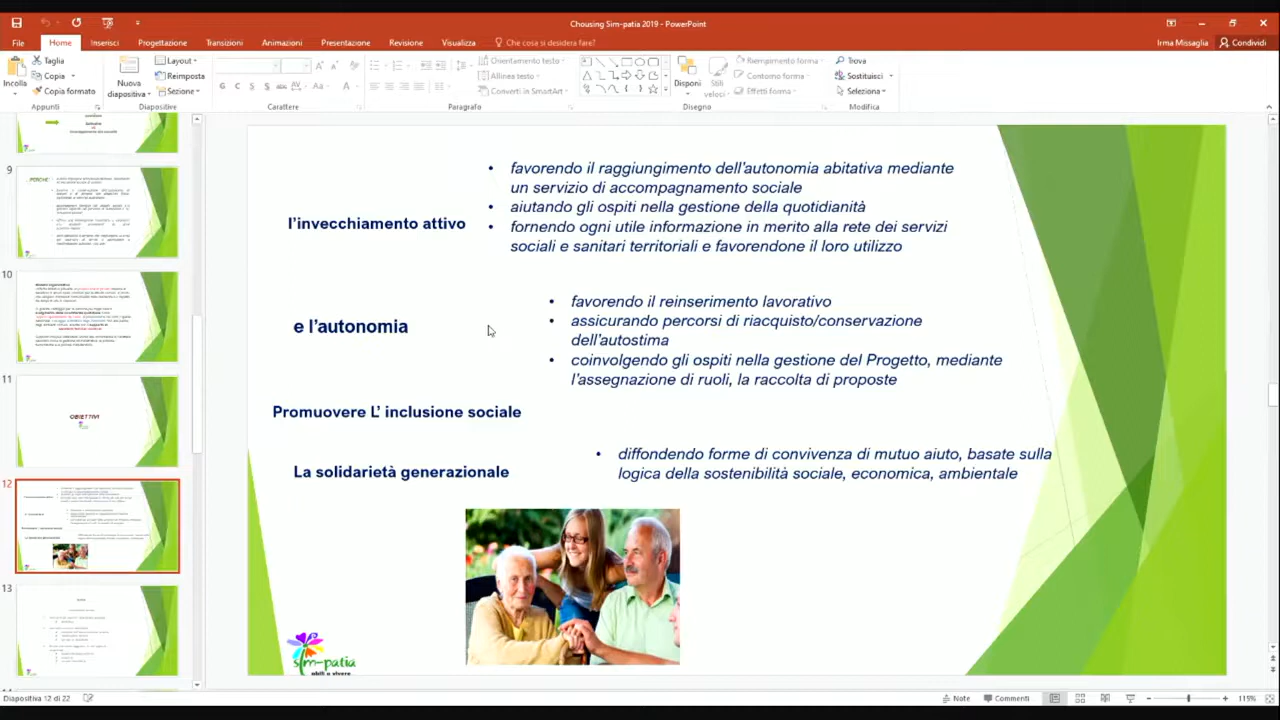 Chousing Sim-patia 2019 - PowerPoint
File Home Inserisci Progettazione Transizioni Animazioni Presentazione Revisione Visualizza Che cosa si desidera fare?
Irma Missaglia Condividi
Incolla
Taglia
Copia
Copia formato
Appunti
Nuova diapositiva
Layout
Reimposta
Sezione
Diapositive
G C S S abc AV Aa A
Carattere
Orientamento testo
Allinea testo
Converti in SmartArt
Paragrafo
Disponi
Stili veloci
Riempimento forma
Contorno forma
Effetti forma
Disegno
Trova
Sostituisci
Seleziona
Modifica
9
10
11
OBIETTIVI
12
13
l'invecchiamento attivo
• favorendo il raggiungimento dell'autonomia abitativa mediante
un servizio di accompagnamento sociale
• aiutando gli ospiti nella gestione della quotidianità
• fornendo ogni utile informazione in merito alla rete dei servizi
sociali e sanitari territoriali e favorendone il loro utilizzo
e l'autonomia
• favorendo il reinserimento lavorativo
• assicurando percorsi di riacquisto/conservazione
dell'autostima
• coinvolgendo gli ospiti nella gestione del Progetto, mediante
l'assegnazione di ruoli, la raccolta di proposte
Promuovere L' inclusione sociale
La solidarietà generazionale
• diffondendo forme di convivenza di mutuo aiuto, basate sulla
logica della sostenibilità sociale, economica, ambientale
sim-patia
abili a vivere
Diapositiva 12 di 22
Note Commenti 115%